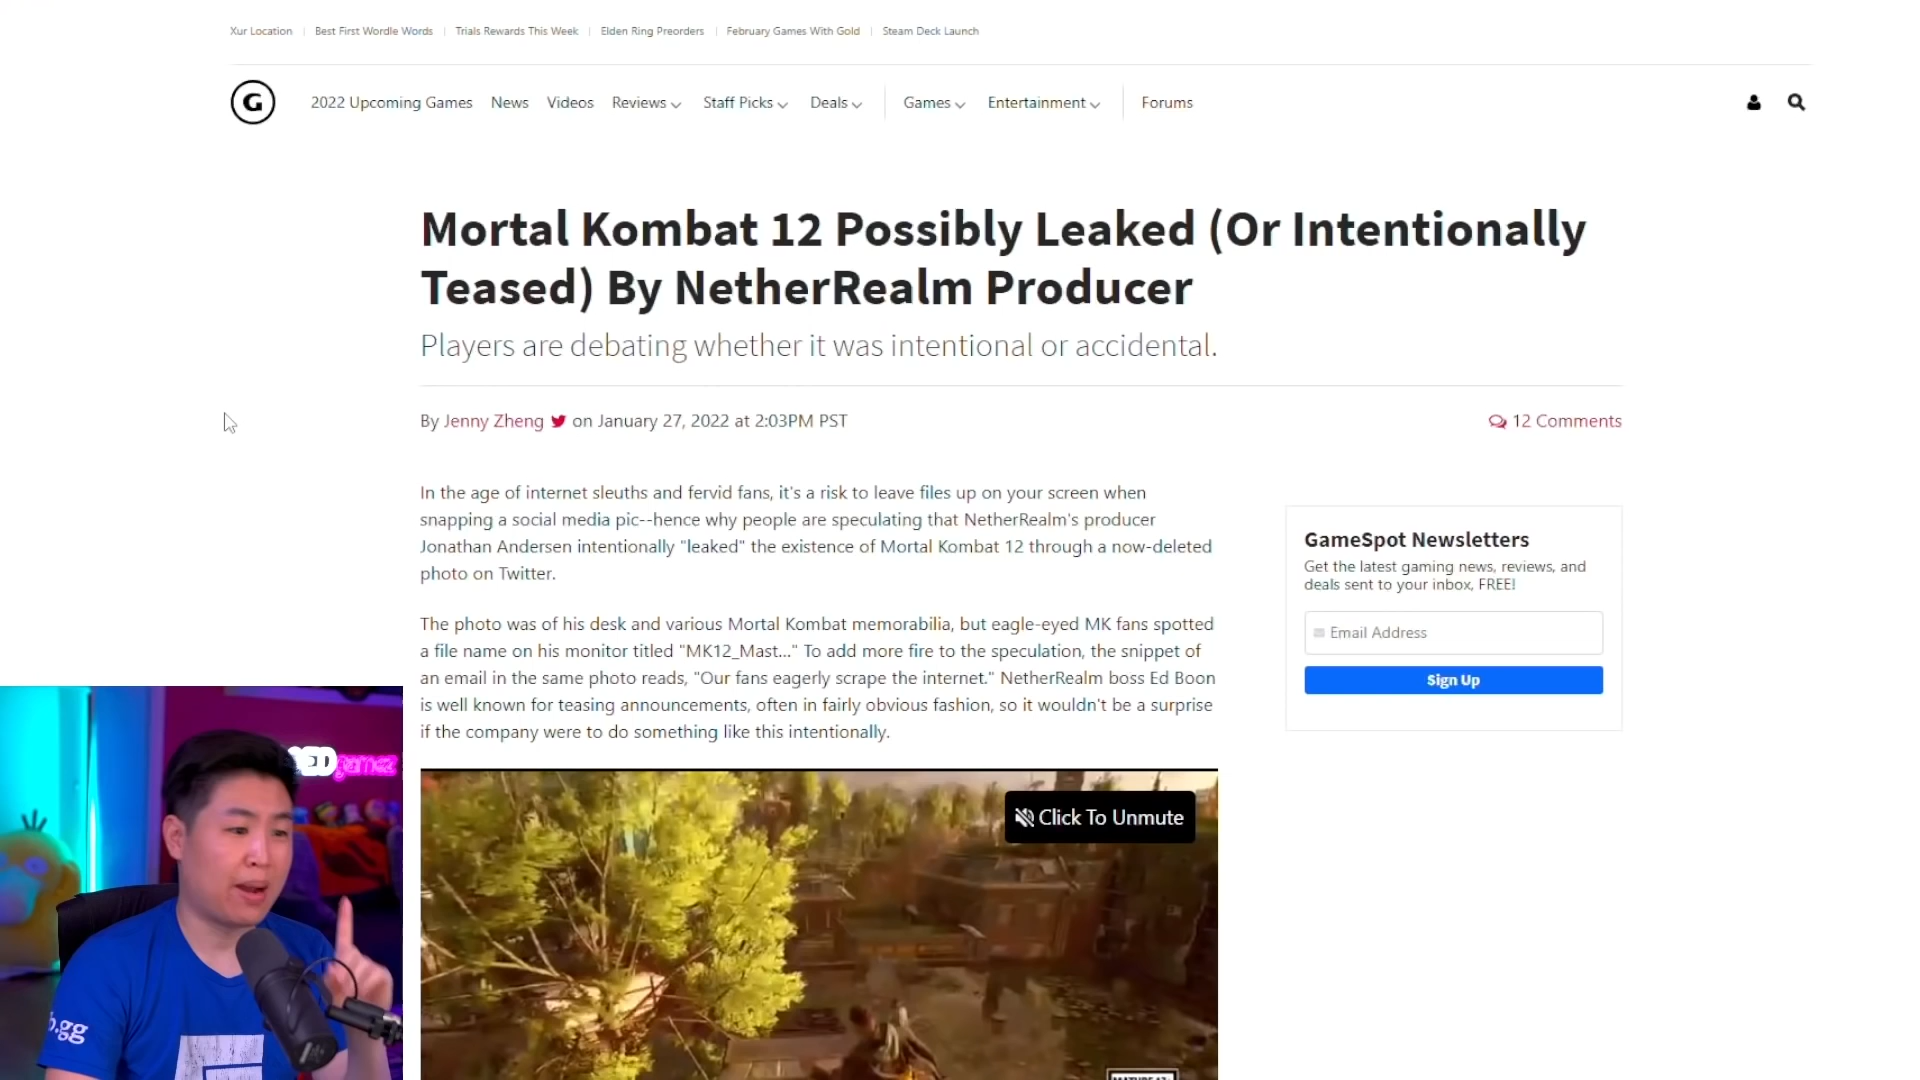 Xur Location Best First Wordle Words Trials Rewards This Week Elden Ring Preorders February Games With Gold Steam Deck Launch
G 2022 Upcoming Games News Videos Reviews Staff Picks Deals Games Entertainment Forums
Mortal Kombat 12 Possibly Leaked (Or Intentionally
Teased) By NetherRealm Producer
Players are debating whether it was intentional or accidental.
By Jenny Zheng on January 27, 2022 at 2:03PM PST
12 Comments
In the age of internet sleuths and fervid fans, it's a risk to leave files up on your screen when
snapping a social media pic--hence why people are speculating that NetherRealm's producer
Jonathan Andersen intentionally "leaked" the existence of Mortal Kombat 12 through a now-deleted
photo on Twitter.
The photo was of his desk and various Mortal Kombat memorabilia, but eagle-eyed MK fans spotted
a file name on his monitor titled "MK12_Mast..." To add more fire to the speculation, the snippet of
an email in the same photo reads, "Our fans eagerly scrape the internet." NetherRealm boss Ed Boon
is well known for teasing announcements, often in fairly obvious fashion, so it wouldn't be a surprise
if the company were to do something like this intentionally.
GameSpot Newsletters
Get the latest gaming news, reviews, and
deals sent to your inbox, FREE!
Email Address
Sign Up
Click To Unmute
gamez
.gg